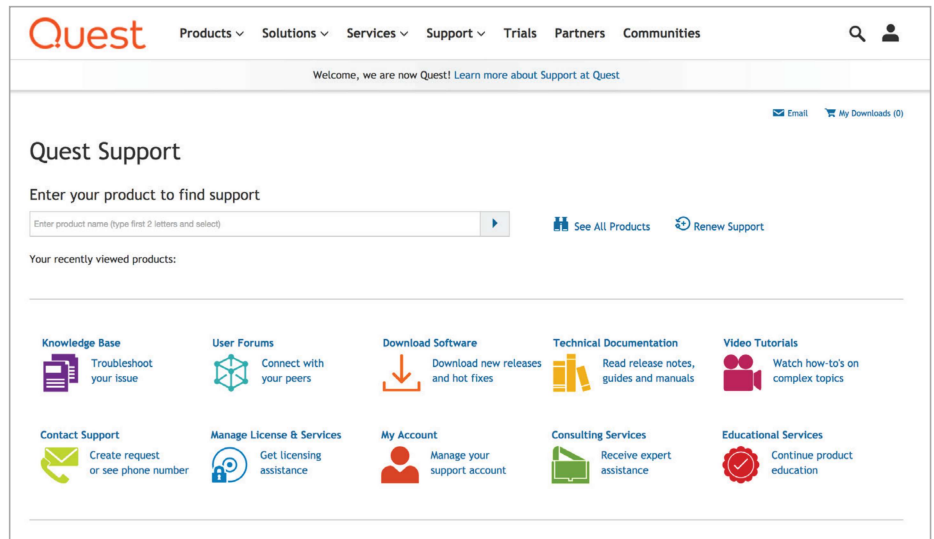 Quest Products Solutions Services Support Trials Partners Communities
Welcome, we are now Quest! Learn more about Support at Quest
Email My Downloads (0)
Quest Support
Enter your product to find support
Enter product name (type first 2 letters and select)
See All Products Renew Support
Your recently viewed products:
Knowledge Base
Troubleshoot
your issue
User Forums
Connect with
your peers
Download Software
Download new releases
and hot fixes
Technical Documentation
Read release notes,
guides and manuals
Video Tutorials
Watch how-to's on
complex topics
Contact Support
Create request
or see phone number
Manage License & Services
Get licensing
assistance
My Account
Manage your
support account
Consulting Services
Receive expert
assistance
Educational Services
Continue product
education